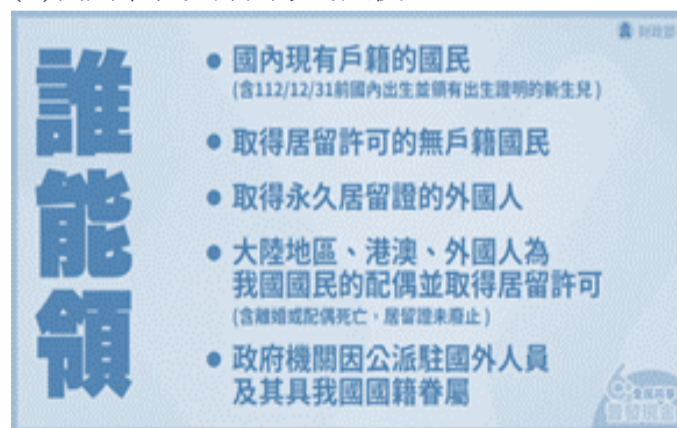 財政部
誰能領
● 國內現有戶籍的國民
(含112/12/31前國內出生並領有出生證明的新生兒)
● 取得居留許可的無戶籍國民
● 取得永久居留證的外國人
● 大陸地區、港澳、外國人為
我國國民的配偶並取得居留許可
(含離婚或配偶死亡,居留證未廢止)
● 政府機關因公派駐國外人員
及其具我國國籍眷屬
普發現金